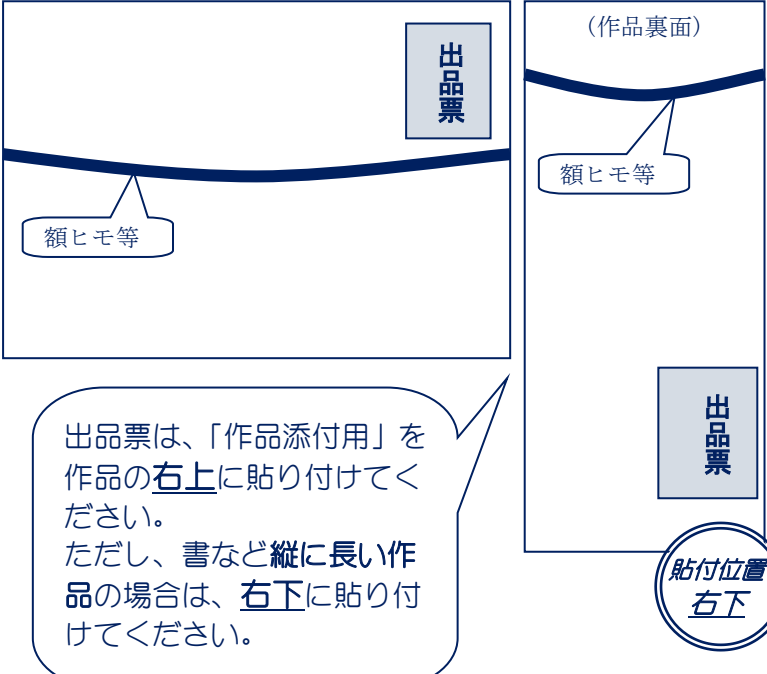 出品票
額ヒモ等
(作品裏面)
額ヒモ等
出品票
貼付位置
右下
出品票は、「作品添付用」を
作品の右上に貼り付けてく
ださい。
ただし、書など縦に長い作
品の場合は、右下に貼り付
けてください。